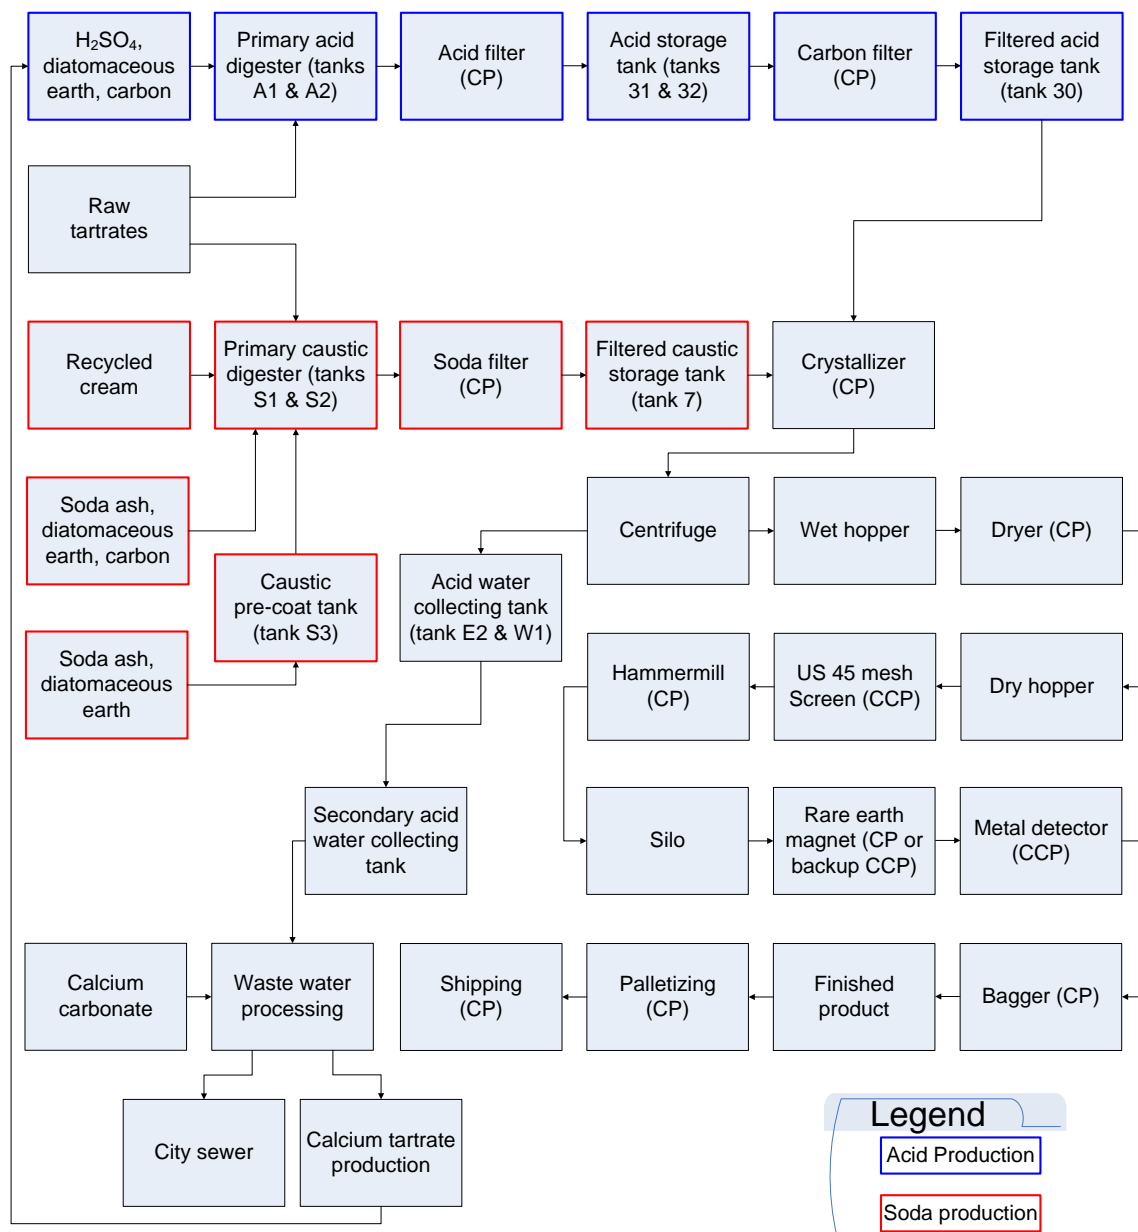 H₂SO₄,
diatomaceous
earth, carbon
Primary acid
digester (tanks
A1 & A2)
Acid filter
(CP)
Acid storage
tank (tanks
31 & 32)
Carbon filter
(CP)
Filtered acid
storage tank
(tank 30)
Raw
tartrates
Recycled
cream
Primary caustic
digester (tanks
S1 & S2)
Soda filter
(CP)
Filtered caustic
storage tank
(tank 7)
Crystallizer
(CP)
Soda ash,
diatomaceous
earth, carbon
Centrifuge
Wet hopper
Dryer (CP)
Caustic
pre-coat tank
(tank S3)
Acid water
collecting tank
(tank E2 & W1)
Soda ash,
diatomaceous
earth
Hammermill
(CP)
US 45 mesh
Screen (CCP)
Dry hopper
Secondary acid
water collecting
tank
Silo
Rare earth
magnet (CP or
backup CCP)
Metal detector
(CCP)
Calcium
carbonate
Waste water
processing
Shipping
(CP)
Palletizing
(CP)
Finished
product
Bagger (CP)
City sewer
Calcium tartrate
production
Legend
Acid Production
Soda production